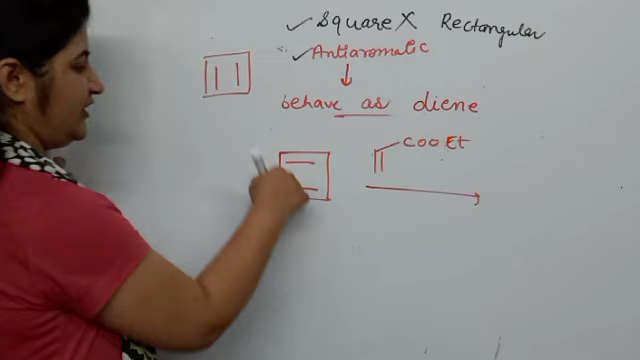 ✓ Square X Rectangular
✓ Antiaromatic
↓
behave as diene
COOEt